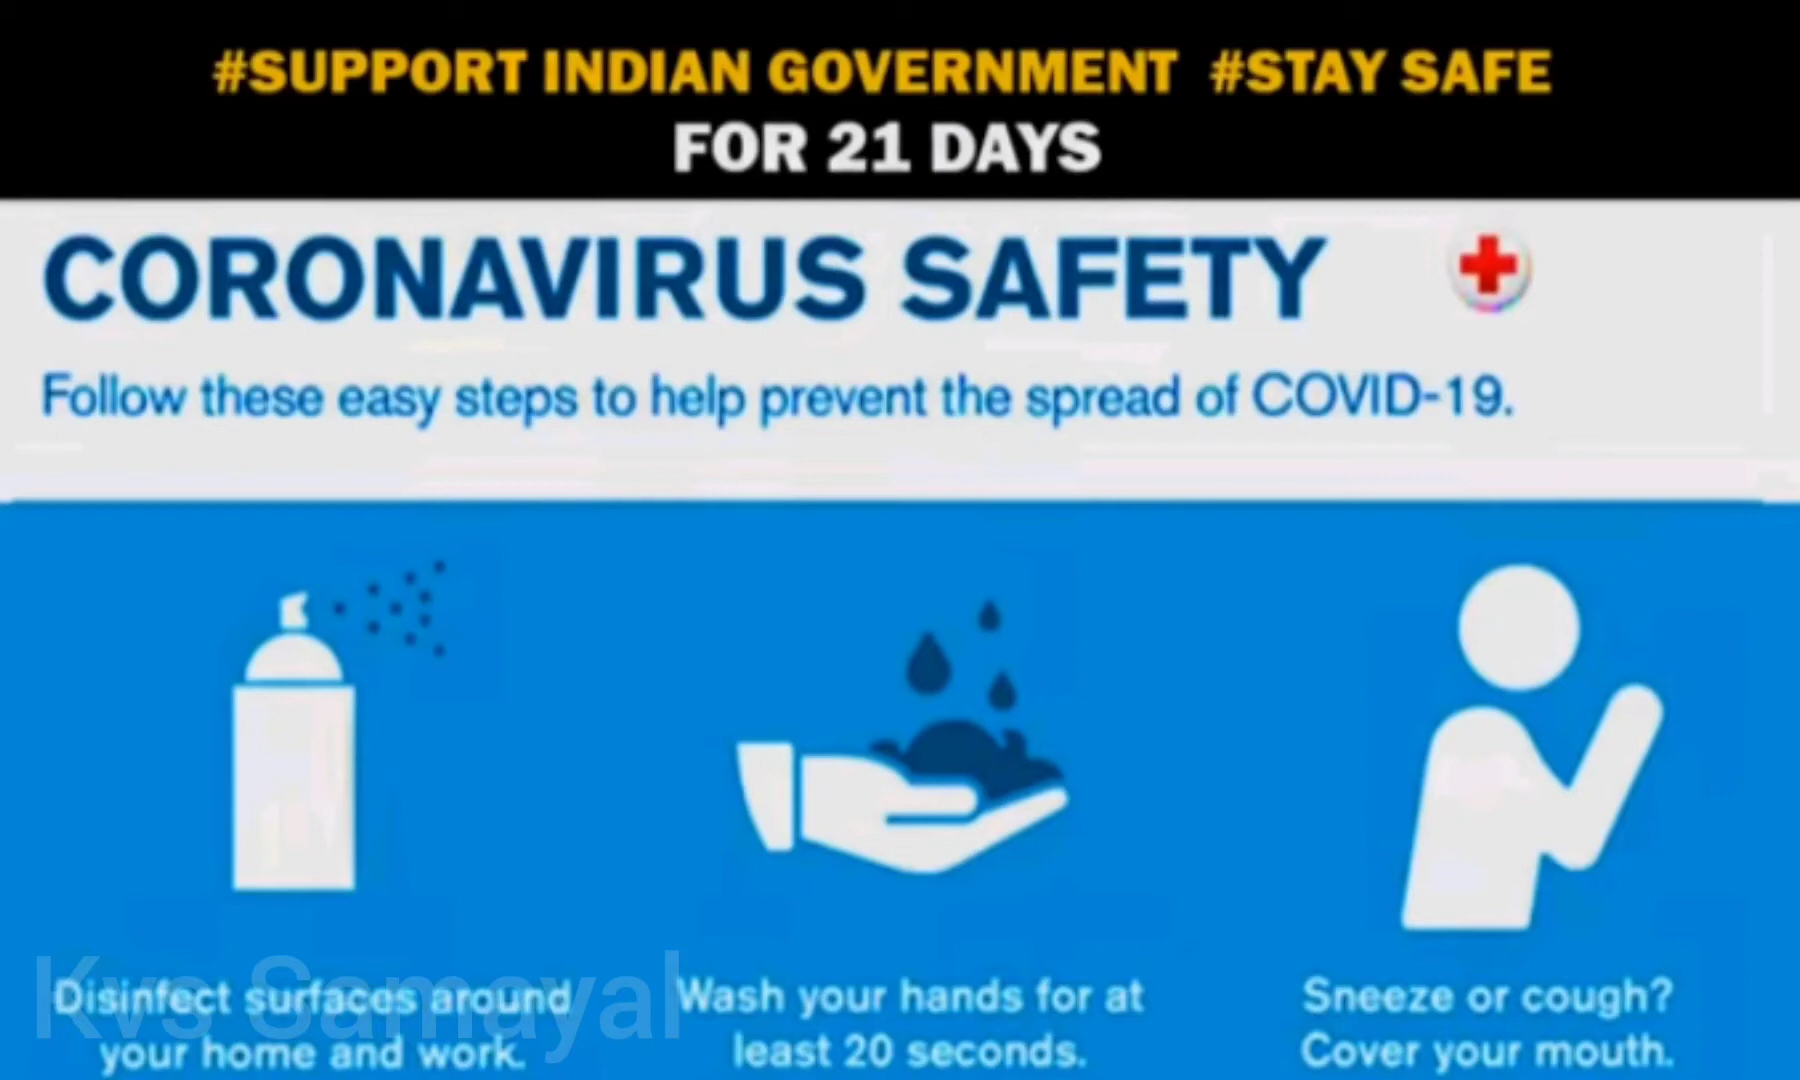 #SUPPORT INDIAN GOVERNMENT #STAY SAFE
FOR 21 DAYS
CORONAVIRUS SAFETY
Follow these easy steps to help prevent the spread of COVID-19.
Disinfect surfaces around
your home and work.
Wash your hands for at
least 20 seconds.
Sneeze or cough?
Cover your mouth.
Kvs Samayal